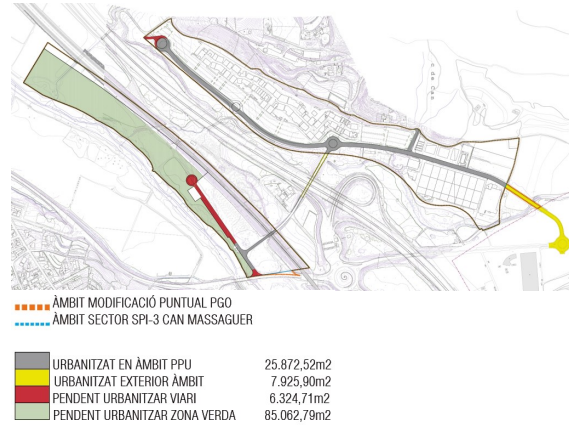 ÀMBIT MODIFICACIÓ PUNTUAL PGO
ÀMBIT SECTOR SPI-3 CAN MASSAGUER
URBANITZAT EN ÀMBIT PPU 25.872,52m2
URBANITZAT EXTERIOR ÀMBIT 7.925,90m2
PENDENT URBANITZAR VIARI 6.324,71m2
PENDENT URBANITZAR ZONA VERDA 85.062,79m2